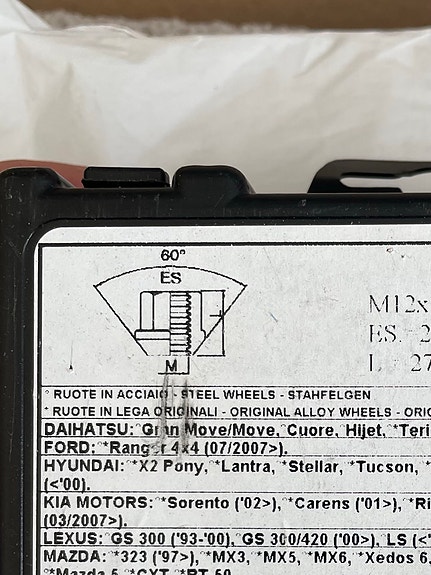 60°
ES
L
M
M12x
ES.= 2
L = 27
° RUOTE IN ACCIAIO - STEEL WHEELS - STAHFELGEN
* RUOTE IN LEGA ORIGINALI - ORIGINAL ALLOY WHEELS - ORIG
DAIHATSU: °Gran Move/Move, Cuore, Hijet, °*Teri
FORD: °*Ranger 4x4 (07/2007>).
HYUNDAI: °*X2 Pony, °*Lantra, °*Stellar, °*Tucson, °*
(<'00).
KIA MOTORS: °*Sorento ('02>), °*Carens ('01>), °*Ri
(03/2007>).
LEXUS: °GS 300 ('93-'00), GS 300/420 ('00>), LS (<'
MAZDA: °*323 ('97>), °*MX3, °*MX5, °*MX6, °*Xedos 6,